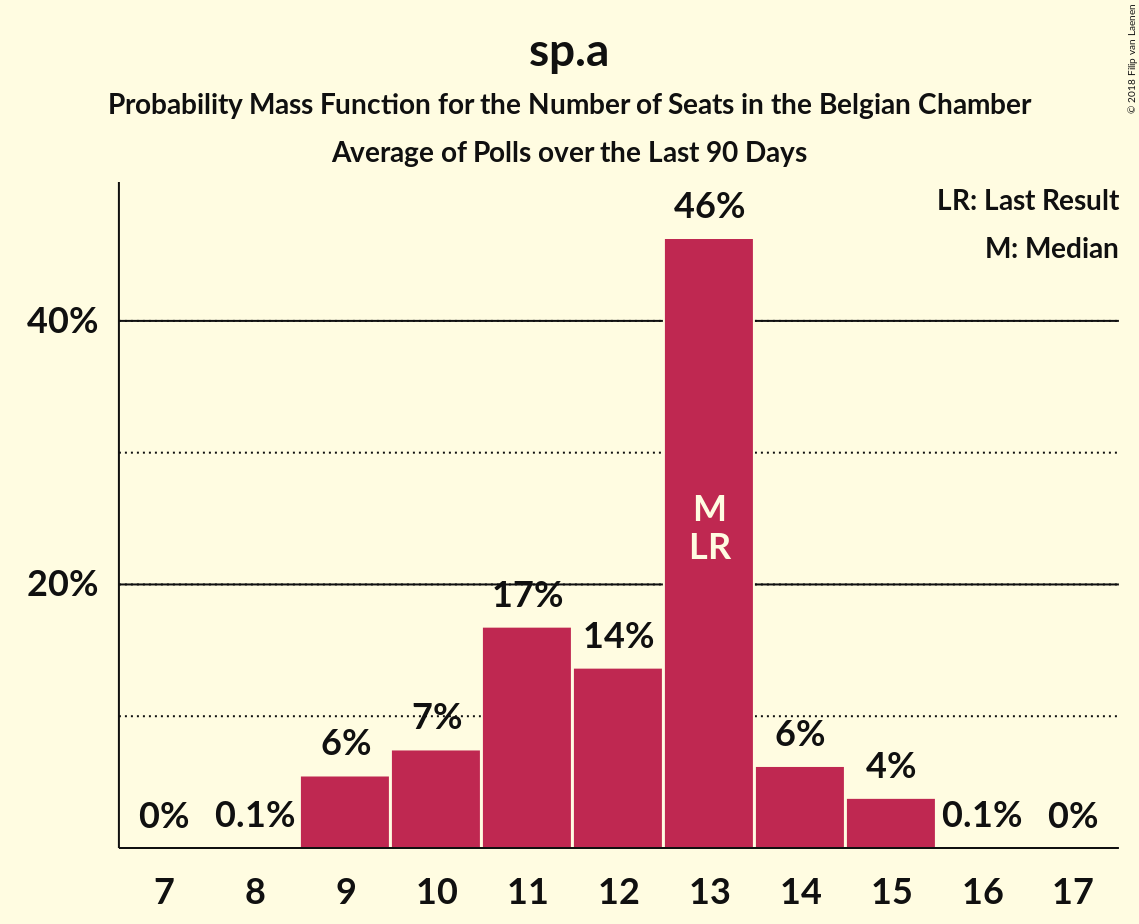 sp.a
Probability Mass Function for the Number of Seats in the Belgian Chamber
Average of Polls over the Last 90 Days
© 2018 Filip van Laenen
LR: Last Result
M: Median
40%
20%
0%
0.1%
6%
7%
17%
14%
46%
6%
4%
0.1%
0%
M
LR
7 8 9 10 11 12 13 14 15 16 17